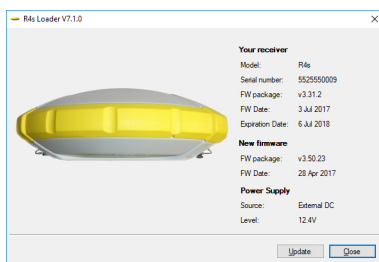 R4s Loader V7.1.0
Your receiver
Model: R4s
Serial number: 5525550009
FW package: v3.31.2
FW Date: 3 Jul 2017
Expiration Date: 6 Jul 2018
New firmware
FW package: v3.50.23
FW Date: 28 Apr 2017
Power Supply
Source: External DC
Level: 12.4V
Update Close